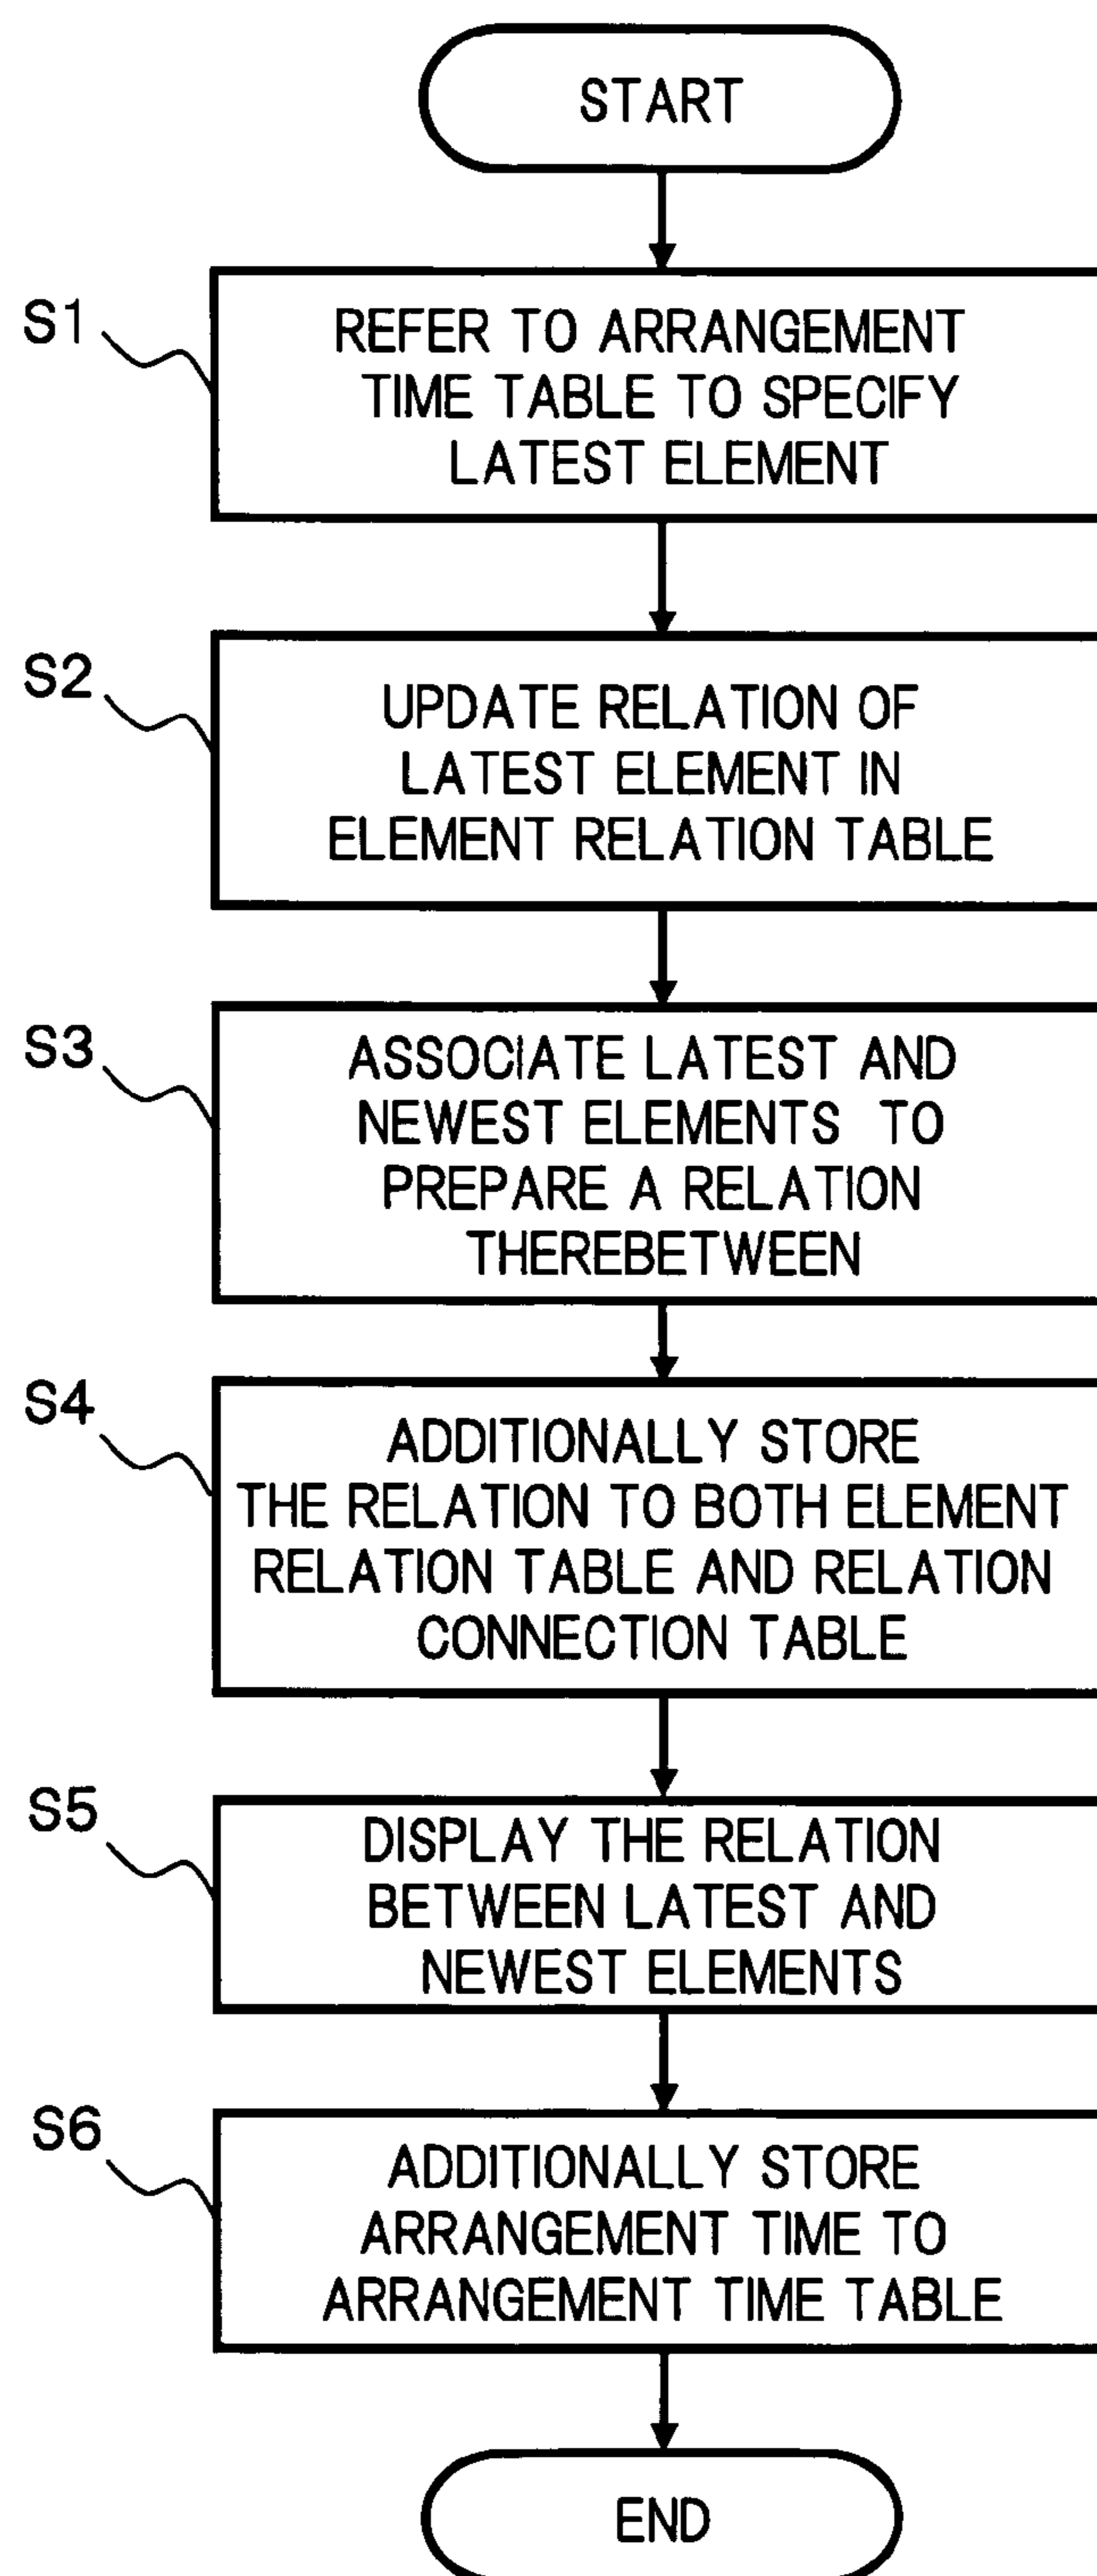 START
S1
REFER TO ARRANGEMENT
TIME TABLE TO SPECIFY
LATEST ELEMENT
S2
UPDATE RELATION OF
LATEST ELEMENT IN
ELEMENT RELATION TABLE
S3
ASSOCIATE LATEST AND
NEWEST ELEMENTS TO
PREPARE A RELATION
THEREBETWEEN
S4
ADDITIONALLY STORE
THE RELATION TO BOTH ELEMENT
RELATION TABLE AND RELATION
CONNECTION TABLE
S5
DISPLAY THE RELATION
BETWEEN LATEST AND
NEWEST ELEMENTS
S6
ADDITIONALLY STORE
ARRANGEMENT TIME TO
ARRANGEMENT TIME TABLE
END